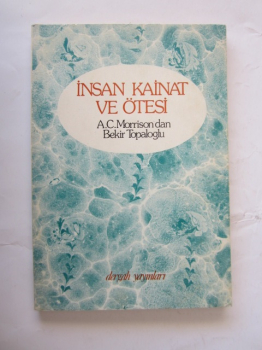 İNSAN KAİNAT
VE ÖTESİ
A.C.Morrison dan
Bekir Topaloğlu
dergah yayınları